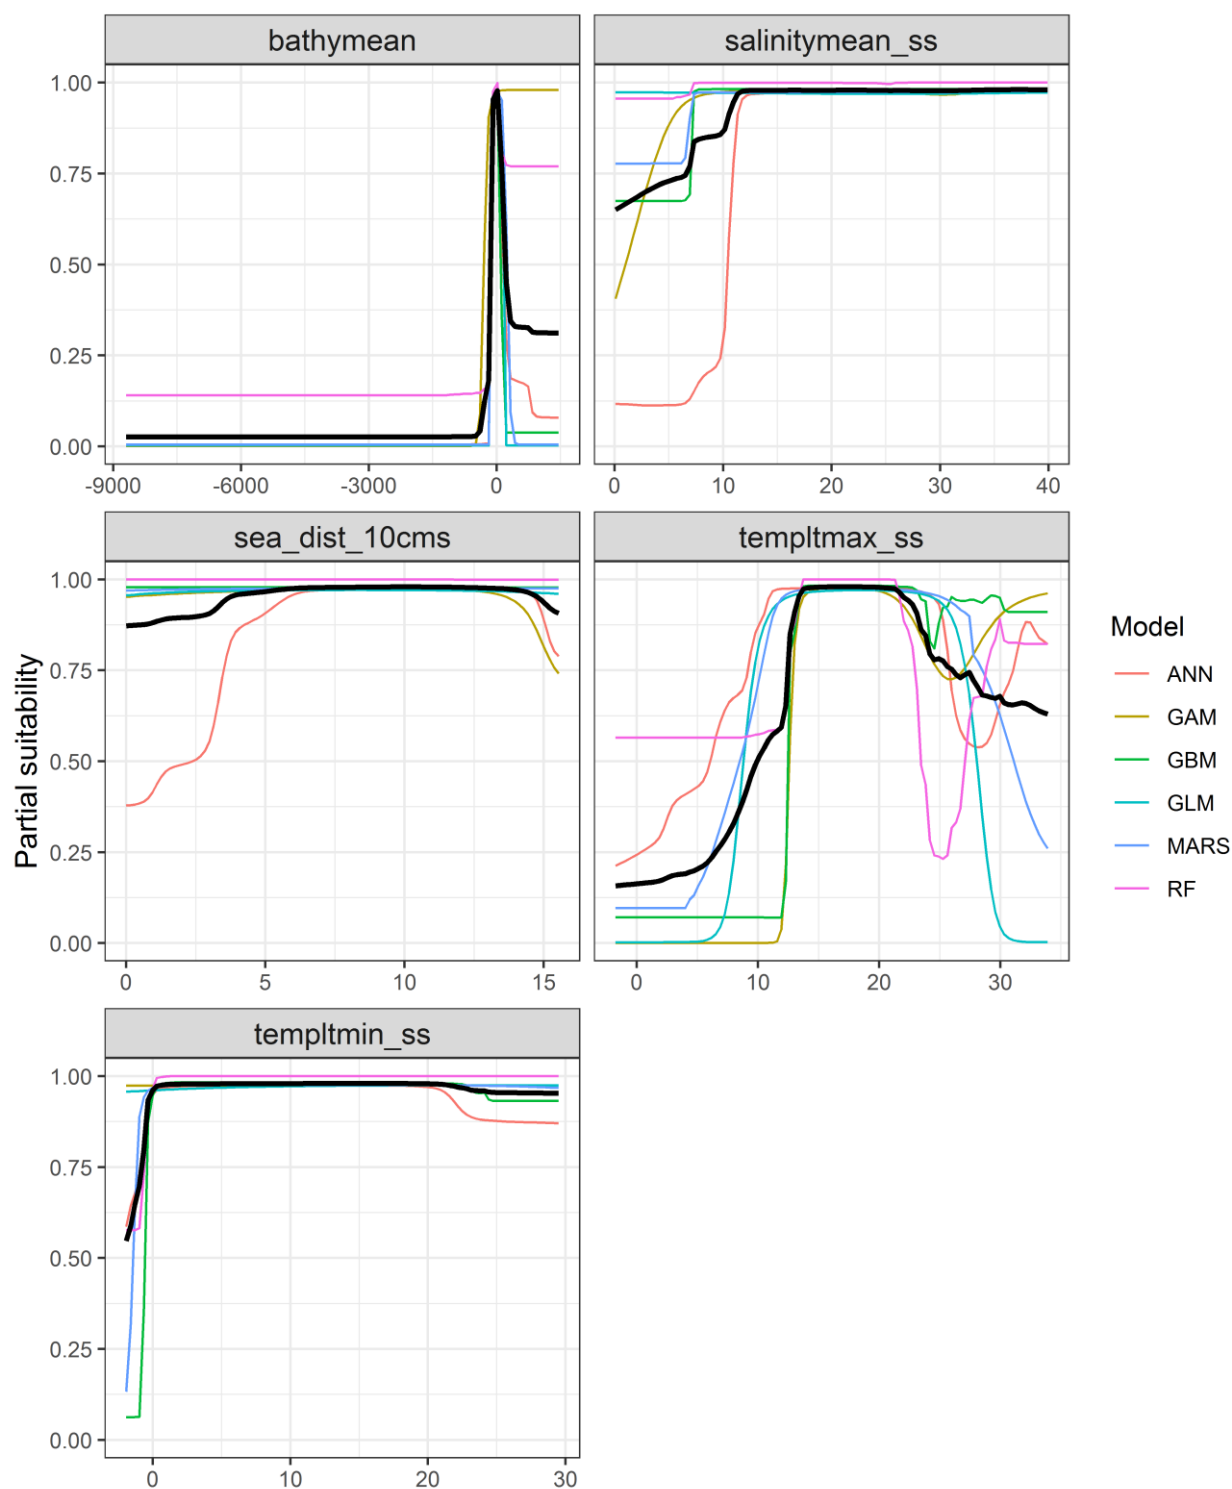 bathymean
salinitymean_ss
1.00
0.75
0.50
0.25
0.00
-9000 -6000 -3000 0
0 10 20 30 40
sea_dist_10cms
templtmax_ss
1.00
0.75
0.50
0.25
0.00
0 5 10 15
0 10 20 30
templtmin_ss
1.00
0.75
0.50
0.25
0.00
0 10 20 30
Partial suitability
Model
ANN
GAM
GBM
GLM
MARS
RF